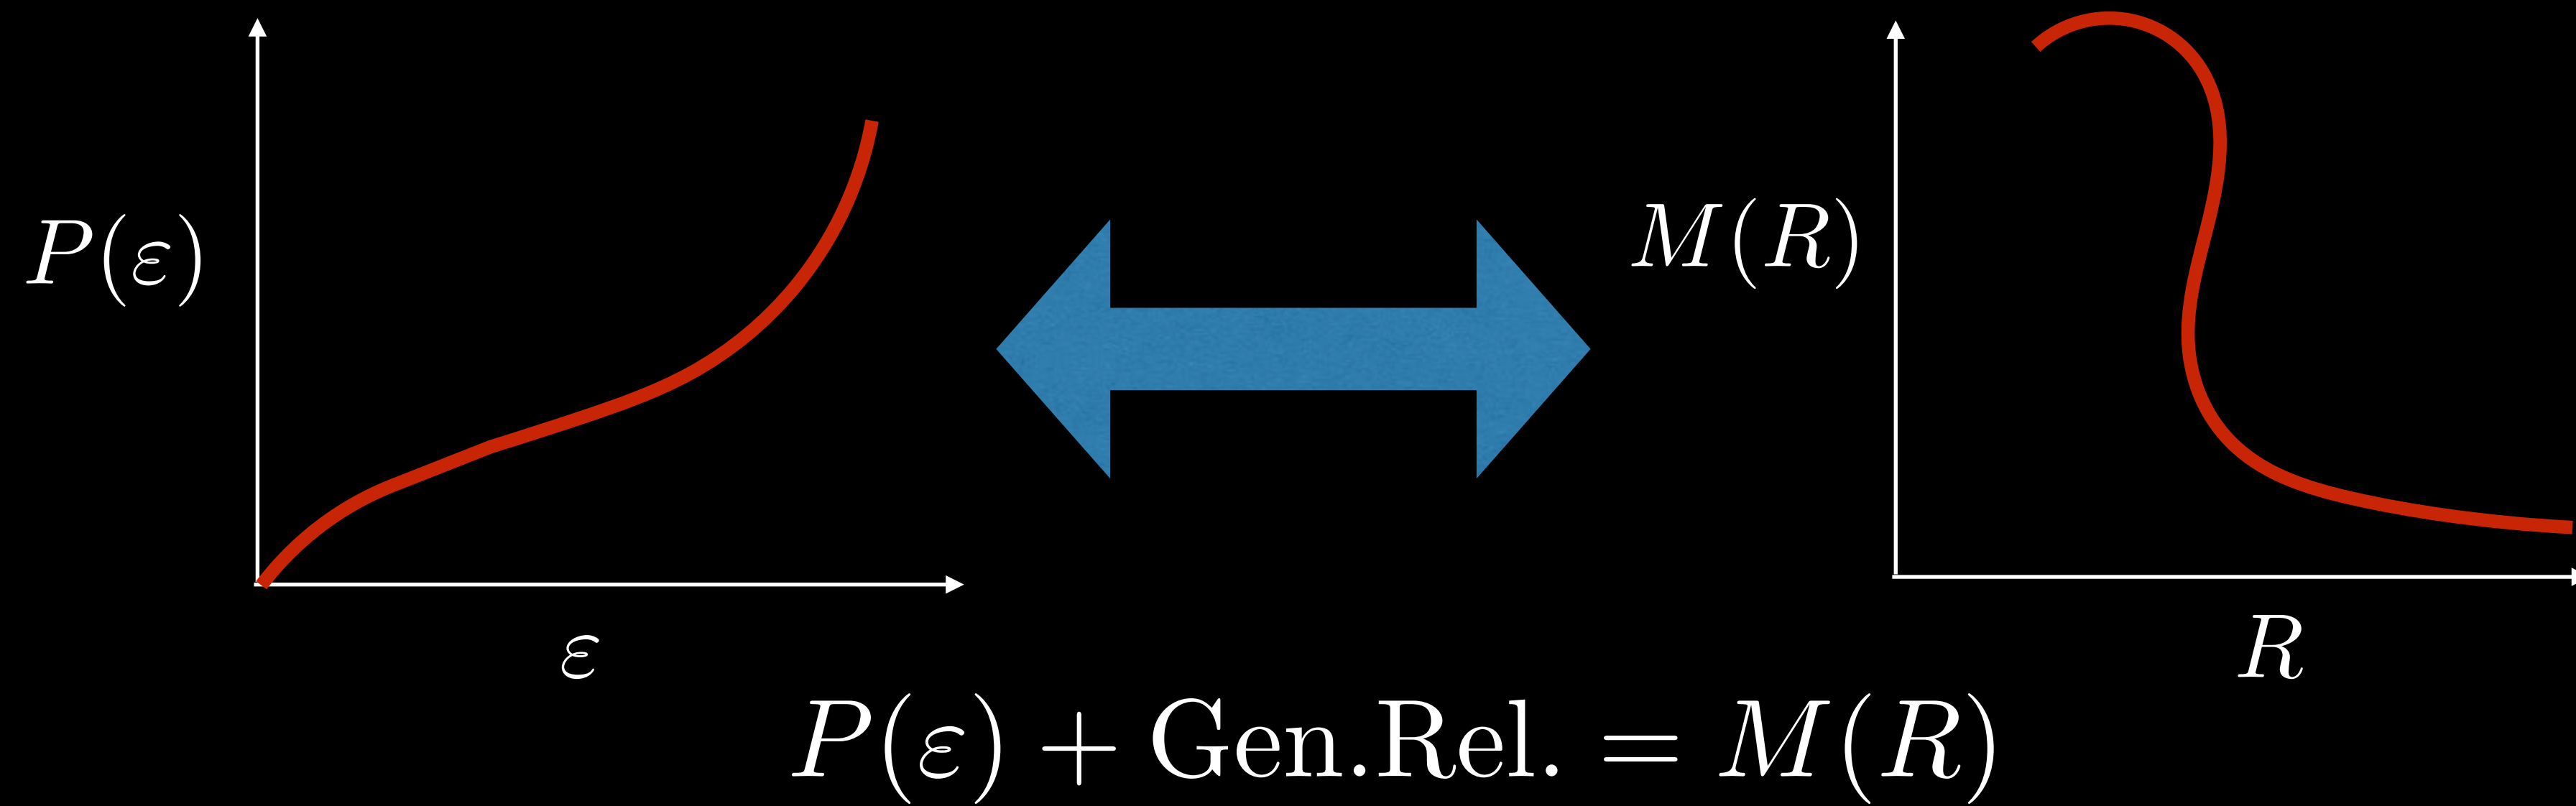 P(ε)
M(R)
ε
R
P(ε) + Gen.Rel. = M(R)